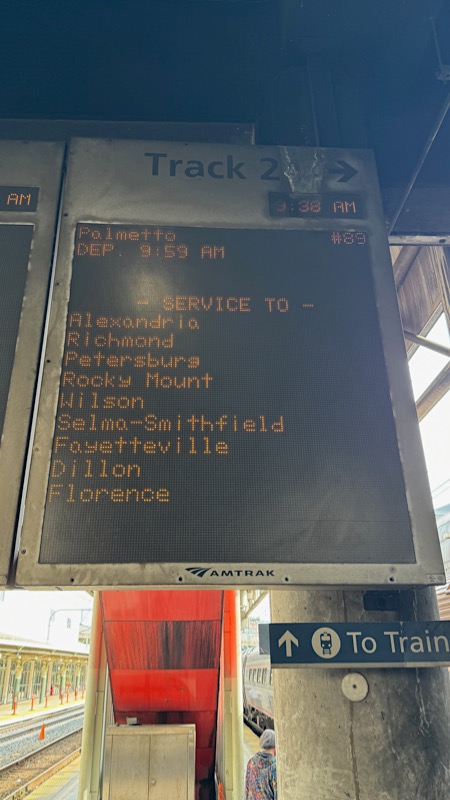 Track 2
AM
9:38 AM
Palmetto #89
DEP. 9:59 AM
- SERVICE TO -
Alexandria
Richmond
Petersburg
Rocky Mount
Wilson
Selma-Smithfield
Fayetteville
Dillon
Florence
AMTRAK
To Train